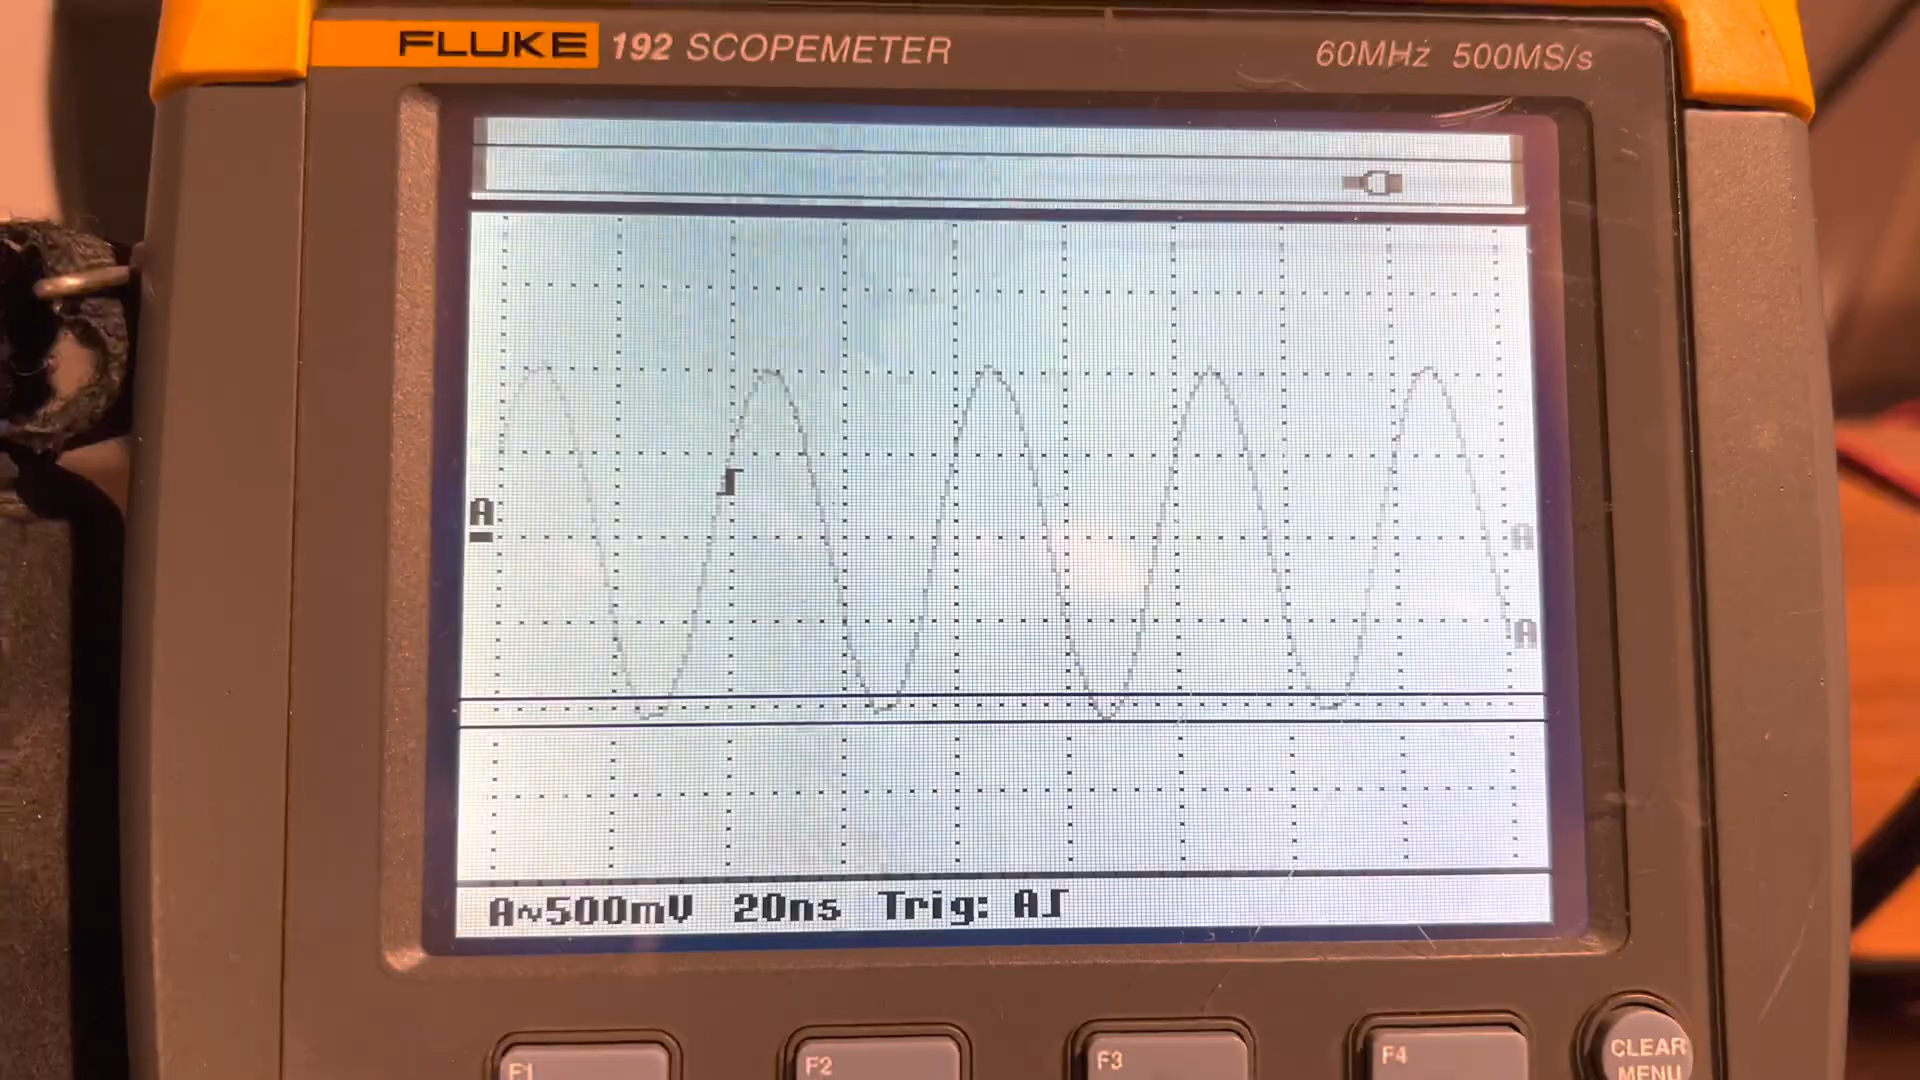 FLUKE 192 SCOPEMETER 60MHz 500MS/s
A
A
A
A~500mV 20ns Trig: A
F1 F2 F3 F4 CLEAR
MENU